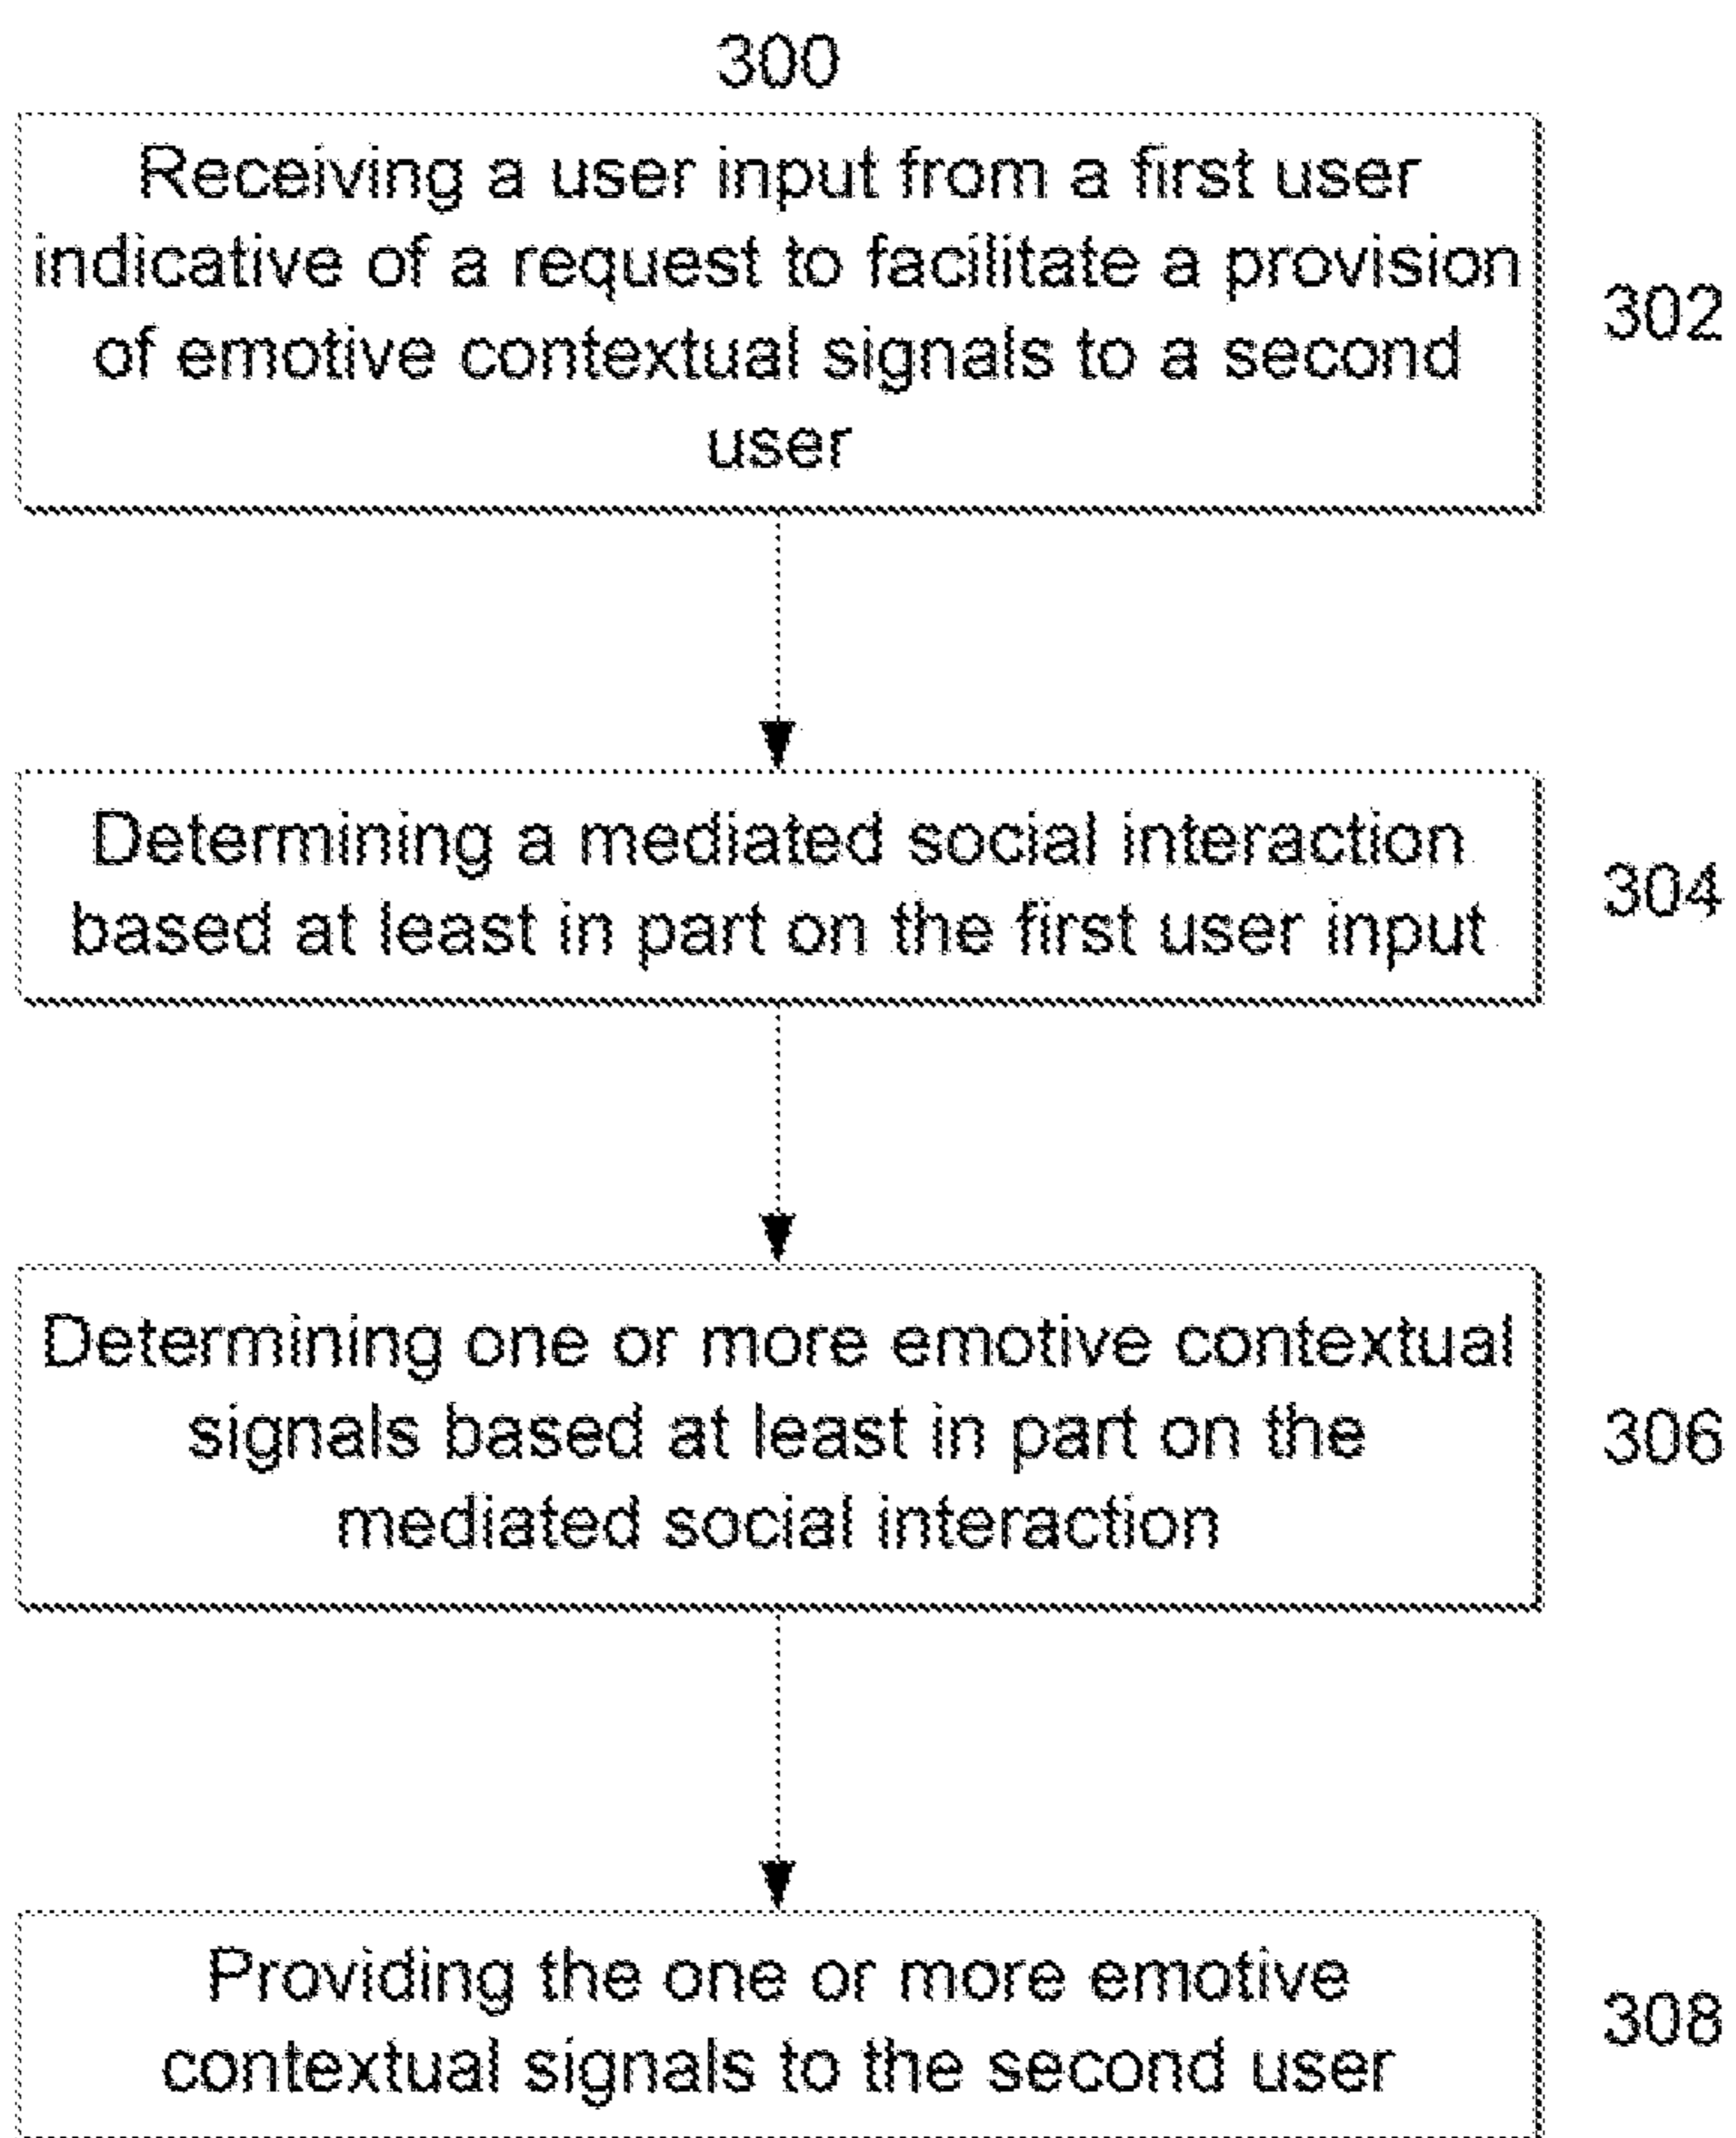 300
Receiving a user input from a first user
indicative of a request to facilitate a provision
of emotive contextual signals to a second
user
302
Determining a mediated social interaction
based at least in part on the first user input
304
Determining one or more emotive contextual
signals based at least in part on the
mediated social interaction
306
Providing the one or more emotive
contextual signals to the second user
308